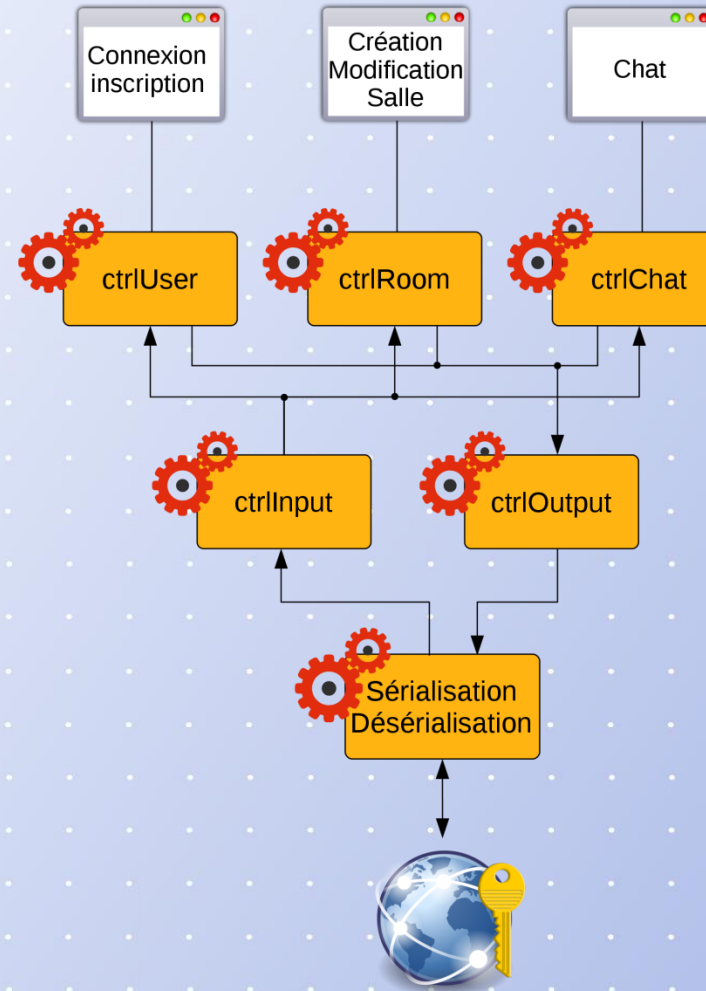 Connexion
inscription
Création
Modification
Salle
Chat
ctrlUser
ctrlRoom
ctrlChat
ctrlInput
ctrlOutput
Sérialisation
Désérialisation